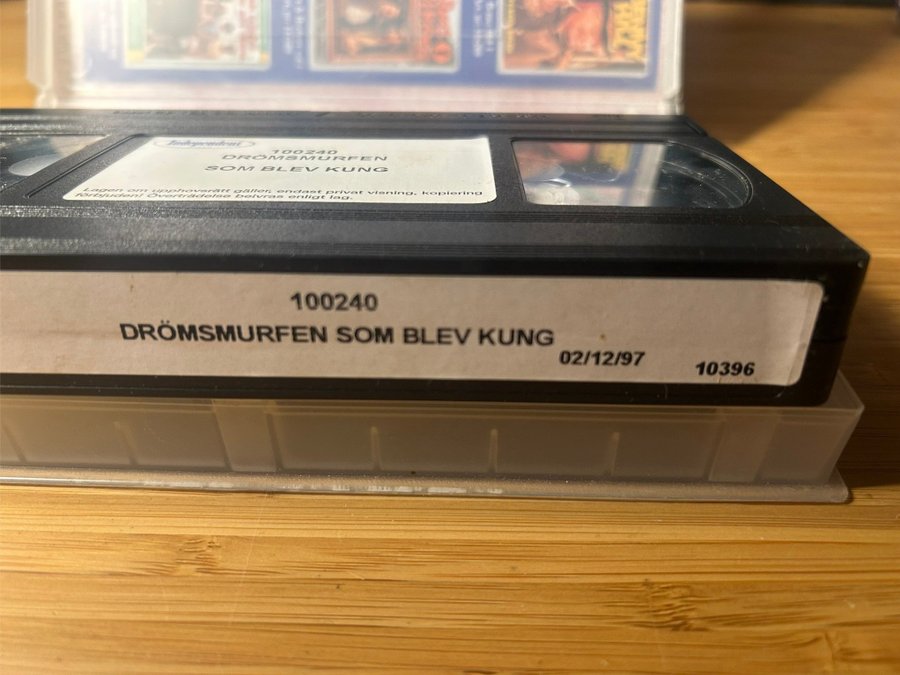 Independent
100240
DRÖMSMURFEN
SOM BLEV KUNG
Lagen om upphovsrätt gäller, endast privat visning, kopiering
förbjuden! Överträdelse beivras enligt lag.
100240
DRÖMSMURFEN SOM BLEV KUNG
02/12/97
10396